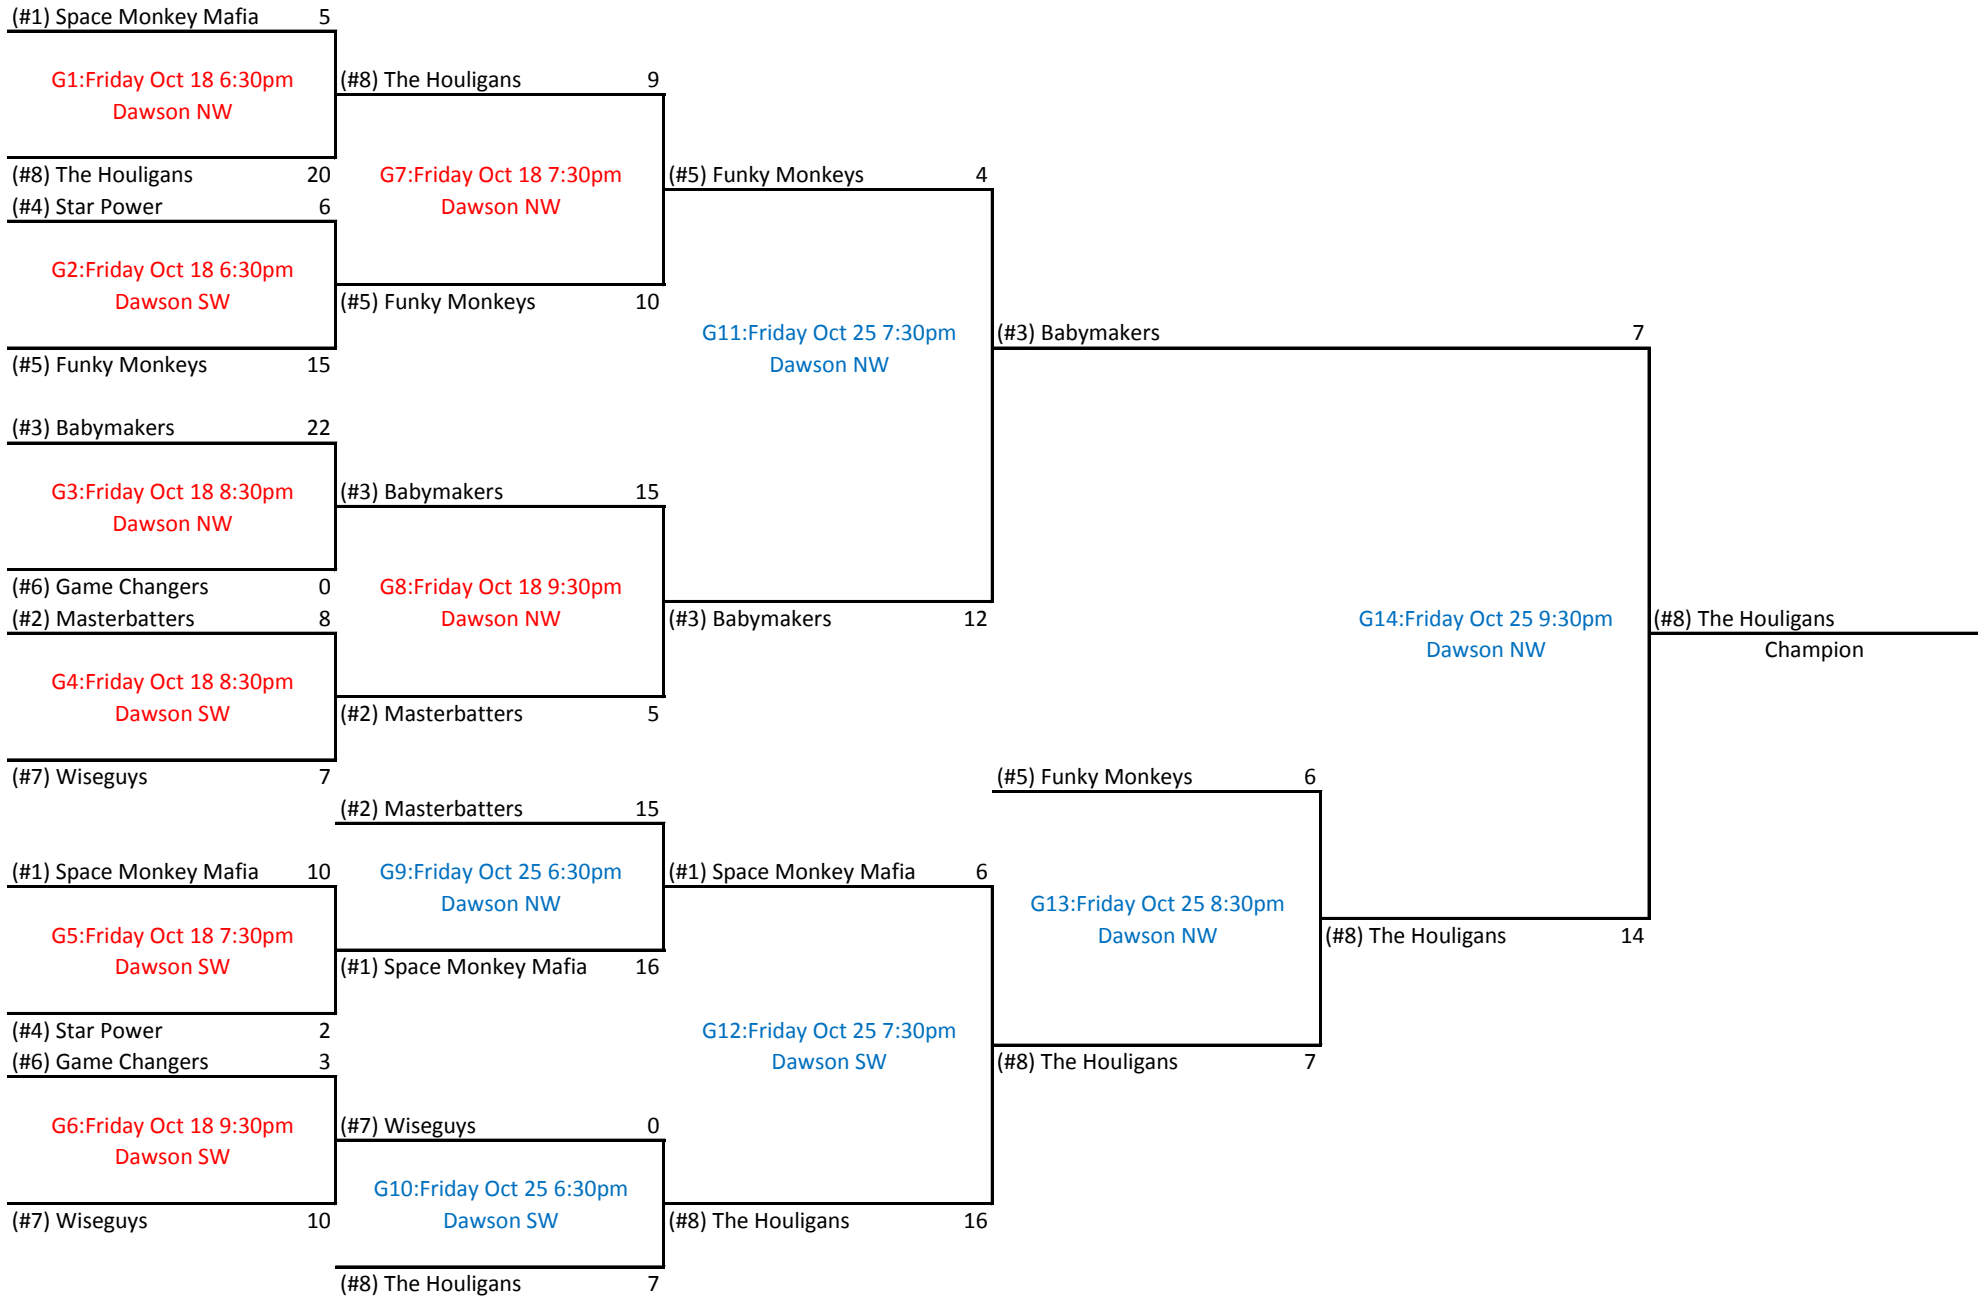 (#1) Space Monkey Mafia 5
G1:Friday Oct 18 6:30pm
Dawson NW
(#8) The Houligans 20
(#4) Star Power 6
G2:Friday Oct 18 6:30pm
Dawson SW
(#5) Funky Monkeys 15
(#3) Babymakers 22
G3:Friday Oct 18 8:30pm
Dawson NW
(#6) Game Changers 0
(#2) Masterbatters 8
G4:Friday Oct 18 8:30pm
Dawson SW
(#7) Wiseguys 7
(#1) Space Monkey Mafia 10
G5:Friday Oct 18 7:30pm
Dawson SW
(#4) Star Power 2
(#6) Game Changers 3
G6:Friday Oct 18 9:30pm
Dawson SW
(#7) Wiseguys 10
(#8) The Houligans 9
G7:Friday Oct 18 7:30pm
Dawson NW
(#5) Funky Monkeys 10
(#3) Babymakers 15
G8:Friday Oct 18 9:30pm
Dawson NW
(#2) Masterbatters 5
(#2) Masterbatters 15
G9:Friday Oct 25 6:30pm
Dawson NW
(#1) Space Monkey Mafia 16
(#7) Wiseguys 0
G10:Friday Oct 25 6:30pm
Dawson SW
(#8) The Houligans 7
(#5) Funky Monkeys 4
G11:Friday Oct 25 7:30pm
Dawson NW
(#3) Babymakers 12
(#1) Space Monkey Mafia 6
G12:Friday Oct 25 7:30pm
Dawson SW
(#8) The Houligans 16
(#3) Babymakers 7
(#5) Funky Monkeys 6
G13:Friday Oct 25 8:30pm
Dawson NW
(#8) The Houligans 7
G14:Friday Oct 25 9:30pm
Dawson NW
(#8) The Houligans 14
(#8) The Houligans
Champion